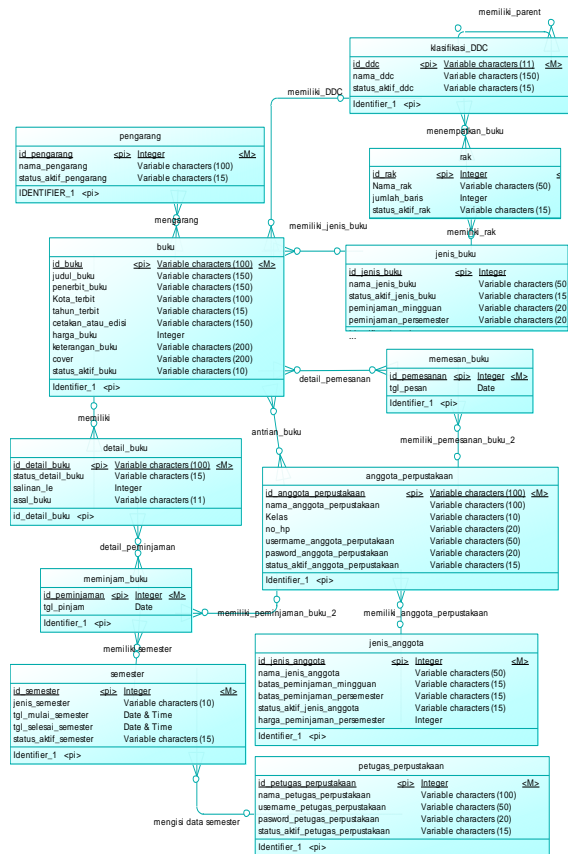 memiliki_parent
klasifikasi_DDC
id_ddc <pi> Variable characters (11) <M>
nama_ddc Variable characters (150)
status_aktif_ddc Variable characters (15)
Identifier_1 <pi>
memiliki_DDC
menempatkan_buku
pengarang
id_pengarang <pi> Integer <M>
nama_pengarang Variable characters (100)
status_aktif_pengarang Variable characters (15)
IDENTIFIER_1 <pi>
rak
id_rak <pi> Integer <
Nama_rak Variable characters (50)
jumlah_baris Integer
status_aktif_rak Variable characters (15)
mengarang
memiliki_jenis_buku
memiliki_rak
buku
id_buku <pi> Variable characters (100) <M>
judul_buku Variable characters (150)
penerbit_buku Variable characters (150)
Kota_terbit Variable characters (100)
tahun_terbit Variable characters (15)
cetakan_atau_edisi Variable characters (150)
harga_buku Integer
keterangan_buku Variable characters (200)
cover Variable characters (200)
status_aktif_buku Variable characters (10)
Identifier_1 <pi>
jenis_buku
id_jenis_buku <pi> Integer
nama_jenis_buku Variable characters (50
status_aktif_jenis_buku Variable characters (15
peminjaman_mingguan Variable characters (20
peminjaman_persemester Variable characters (20
...
detail_pemesanan
memesan_buku
id_pemesanan <pi> Integer <M>
tgl_pesan Date
Identifier_1 <pi>
memiliki
antrian_buku
memiliki_pemesanan_buku_2
detail_buku
id_detail_buku <pi> Variable characters (100) <M>
status_detail_buku Variable characters (15)
salinan_le Integer
asal_buku Variable characters (11)
id_detail_buku <pi>
anggota_perpustakaan
id_anggota_perpustakaan <pi> Variable characters (100) <M>
nama_anggota_perpustakaan Variable characters (100)
Kelas Variable characters (10)
no_hp Variable characters (20)
username_anggota_perputakaan Variable characters (50)
pasword_anggota_perpustakaan Variable characters (20)
status_aktif_anggota_perpustakaan Variable characters (15)
Identifier_1 <pi>
detail_peminjaman
meminjam_buku
id_peminjaman <pi> Integer <M>
tgl_pinjam Date
Identifier_1 <pi>
memiliki_peminjaman_buku_2
memiliki_anggota_perpustakaan
memiliki_semester
semester
id_semester <pi> Integer <M>
jenis_semester Variable characters (10)
tgl_mulai_semester Date & Time
tgl_selesai_semester Date & Time
status_aktif_semester Variable characters (15)
Identifier_1 <pi>
jenis_anggota
id_jenis_anggota <pi> Integer <M>
nama_jenis_anggota Variable characters (50)
batas_peminjaman_mingguan Variable characters (15)
batas_peminjaman_persemester Variable characters (15)
status_aktif_jenis_anggota Variable characters (15)
harga_peminjaman_persemester Integer
Identifier_1 <pi>
mengisi data semester
petugas_perpustakaan
id_petugas_perpustakaan <pi> Integer <M>
nama_petugas_perpustakaan Variable characters (100)
username_petugas_perpustakaan Variable characters (50)
pasword_petugas_perpustakaan Variable characters (20)
status_aktif_petugas_perpustakaan Variable characters (15)
Identifier_1 <pi>